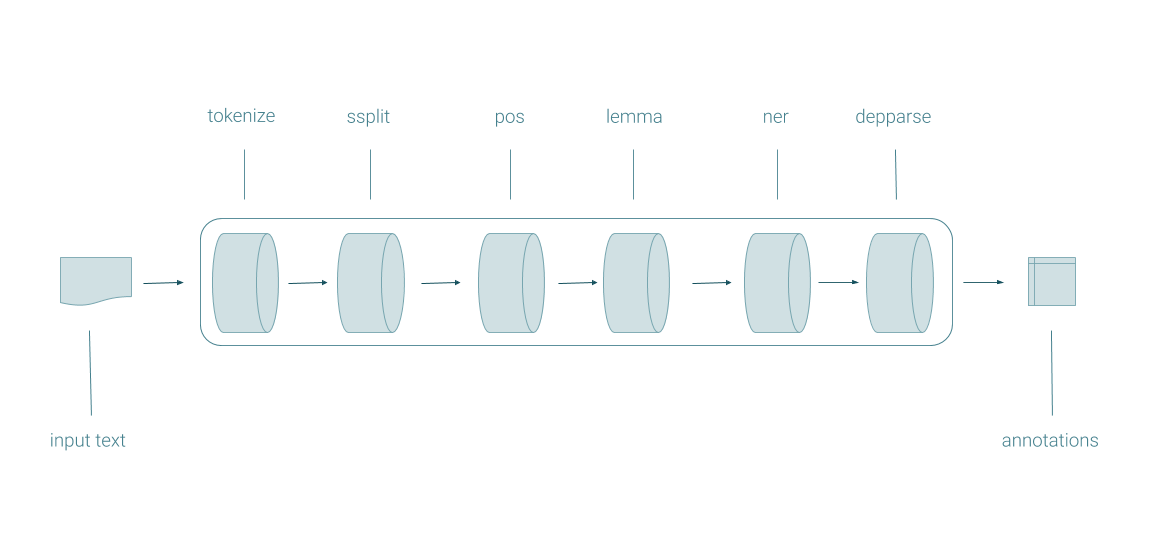 tokenize
ssplit
pos
lemma
ner
depparse
input text
annotations